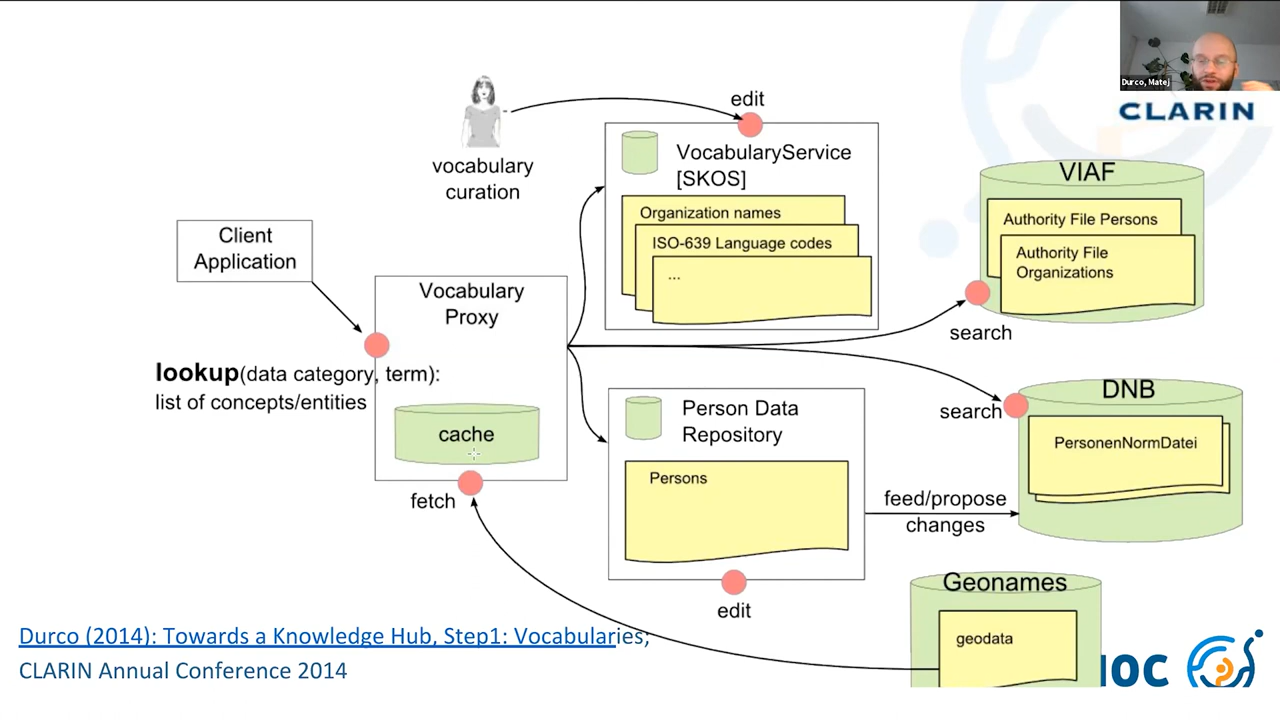 Durco, Matej
CLARIN
edit
vocabulary
curation
VocabularyService
[SKOS]
Organization names
ISO-639 Language codes
...
VIAF
Authority File Persons
Authority File
Organizations
search
Client
Application
Vocabulary
Proxy
lookup(data category, term):
list of concepts/entities
cache
fetch
Person Data
Repository
Persons
edit
DNB
search
PersonenNormDatei
feed/propose
changes
Geonames
geodata
Durco (2014): Towards a Knowledge Hub, Step1: Vocabularies;
CLARIN Annual Conference 2014